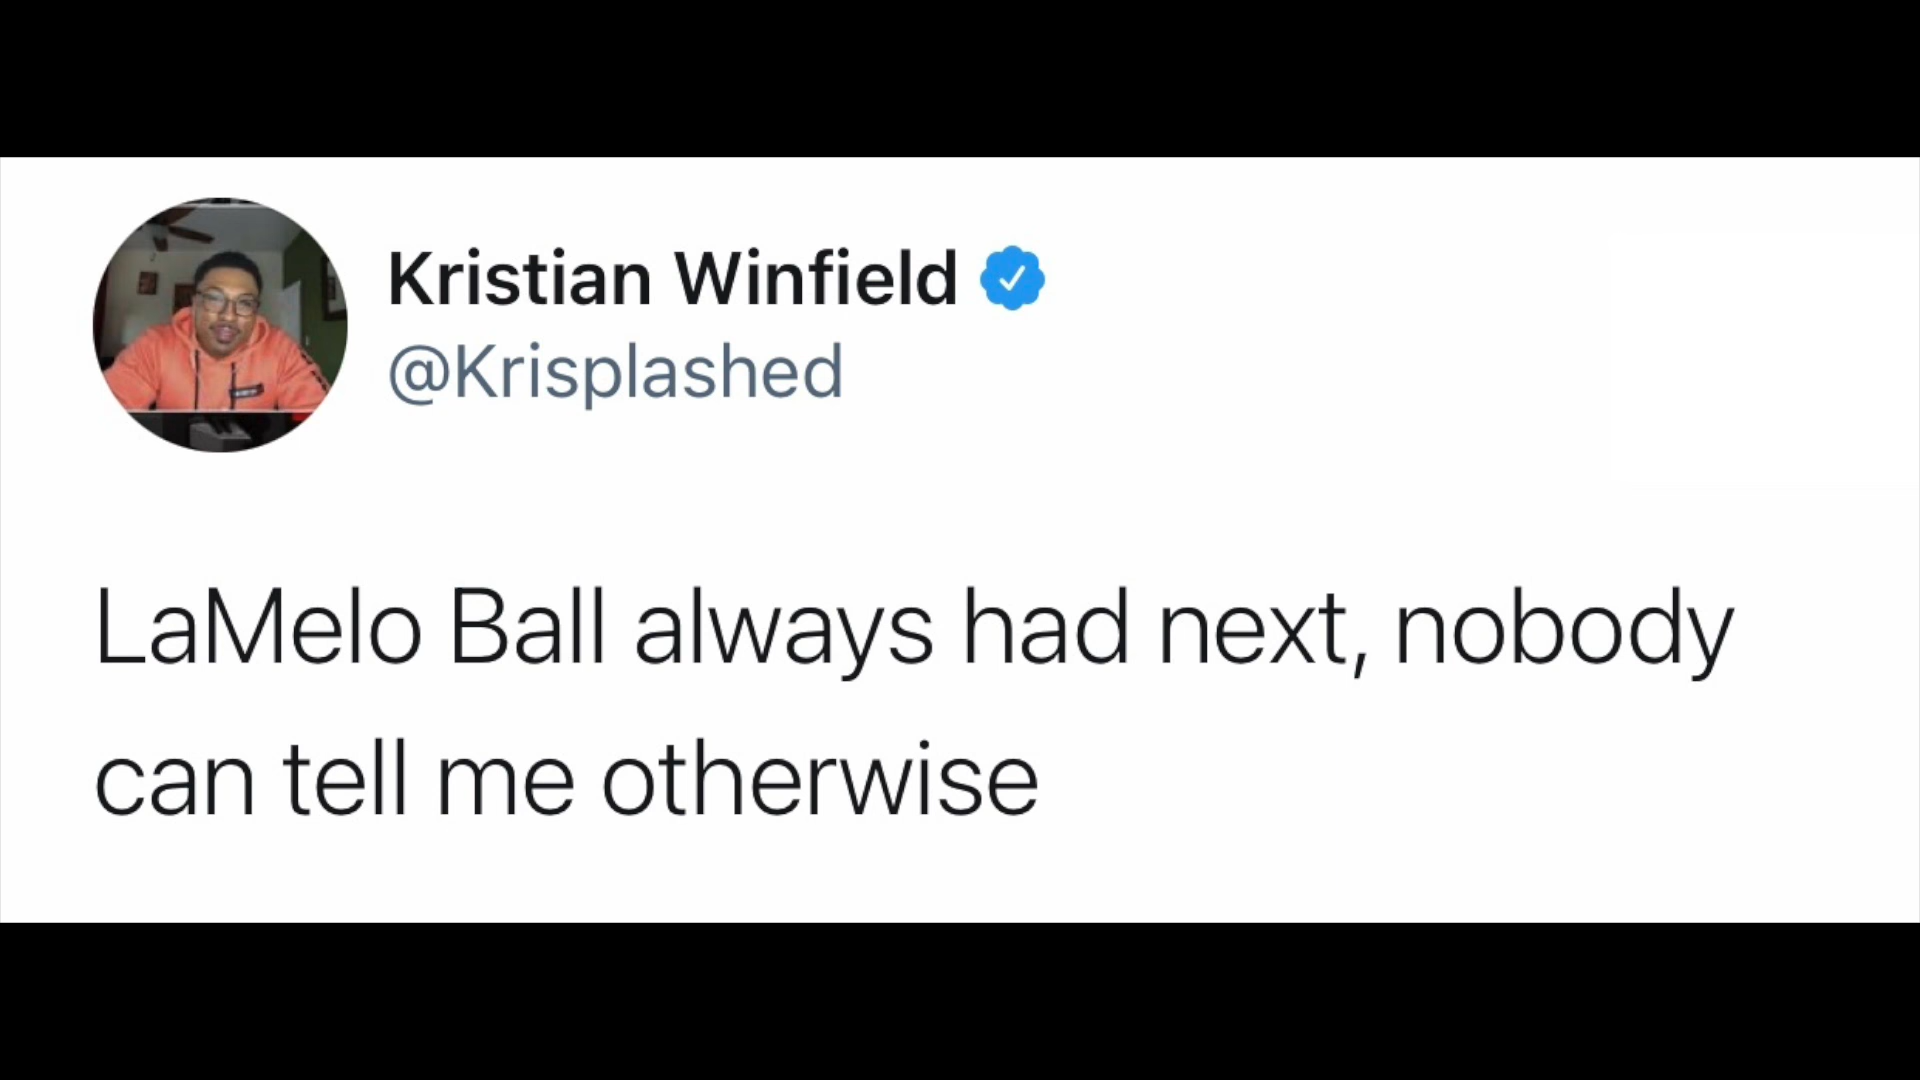 Kristian Winfield
@Krisplashed
LaMelo Ball always had next, nobody
can tell me otherwise